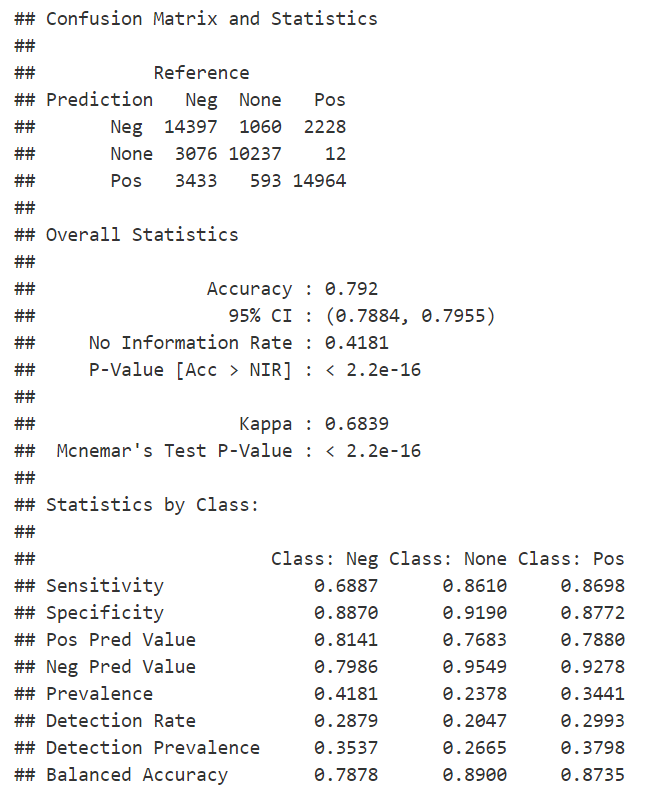 ## Confusion Matrix and Statistics
##
##           Reference
## Prediction   Neg  None   Pos
##       Neg  14397  1060  2228
##       None  3076 10237    12
##       Pos   3433   593 14964
##
## Overall Statistics
##
##                Accuracy : 0.792
##                  95% CI : (0.7884, 0.7955)
##     No Information Rate : 0.4181
##     P-Value [Acc > NIR] : < 2.2e-16
##
##                   Kappa : 0.6839
##  Mcnemar's Test P-Value : < 2.2e-16
##
## Statistics by Class:
##
##                      Class: Neg Class: None Class: Pos
## Sensitivity              0.6887      0.8610     0.8698
## Specificity              0.8870      0.9190     0.8772
## Pos Pred Value           0.8141      0.7683     0.7880
## Neg Pred Value           0.7986      0.9549     0.9278
## Prevalence               0.4181      0.2378     0.3441
## Detection Rate           0.2879      0.2047     0.2993
## Detection Prevalence     0.3537      0.2665     0.3798
## Balanced Accuracy        0.7878      0.8900     0.8735